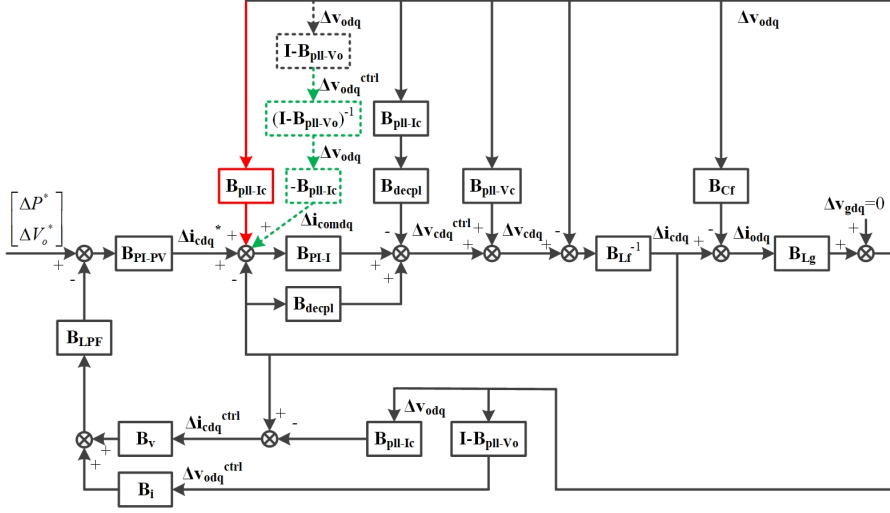 Δv_odq
Δv_odq
I-B_pll-Vo
Δv_odq^ctrl
(I-B_pll-Vo)^-1
B_pll-Ic
Δv_odq
B_pll-Ic
-B_pll-Ic
B_decpl
B_pll-Vc
B_Cf
[ΔP^*
ΔV_o^*]
Δv_gdq=0
Δi_comdq
Δi_cdq^*
+
+
-
Δv_cdq^ctrl
+
Δv_cdq
-
Δi_cdq
-
Δi_odq
+
B_PI-PV
B_PI-I
B_Lf^-1
B_Lg
+
-
+
-
+
+
+
+
+
+
+
B_decpl
B_LPF
Δv_odq
+
Δi_cdq^ctrl
-
B_v
B_pll-Ic
I-B_pll-Vo
+
+
Δv_odq^ctrl
B_i